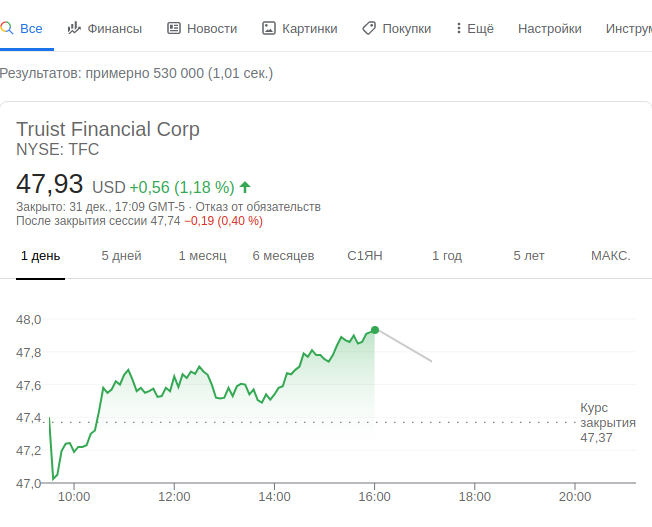 Все Финансы Новости Картинки Покупки Ещё Настройки Инструм
Результатов: примерно 530 000 (1,01 сек.)
Truist Financial Corp
NYSE: TFC
47,93 USD +0,56 (1,18 %)
Закрыто: 31 дек., 17:09 GMT-5 · Отказ от обязательств
После закрытия сессии 47,74 −0,19 (0,40 %)
1 день 5 дней 1 месяц 6 месяцев С1ЯН 1 год 5 лет МАКС.
48,0
47,8
47,6
47,4
47,2
47,0
Курс
закрытия
47,37
10:00 12:00 14:00 16:00 18:00 20:00